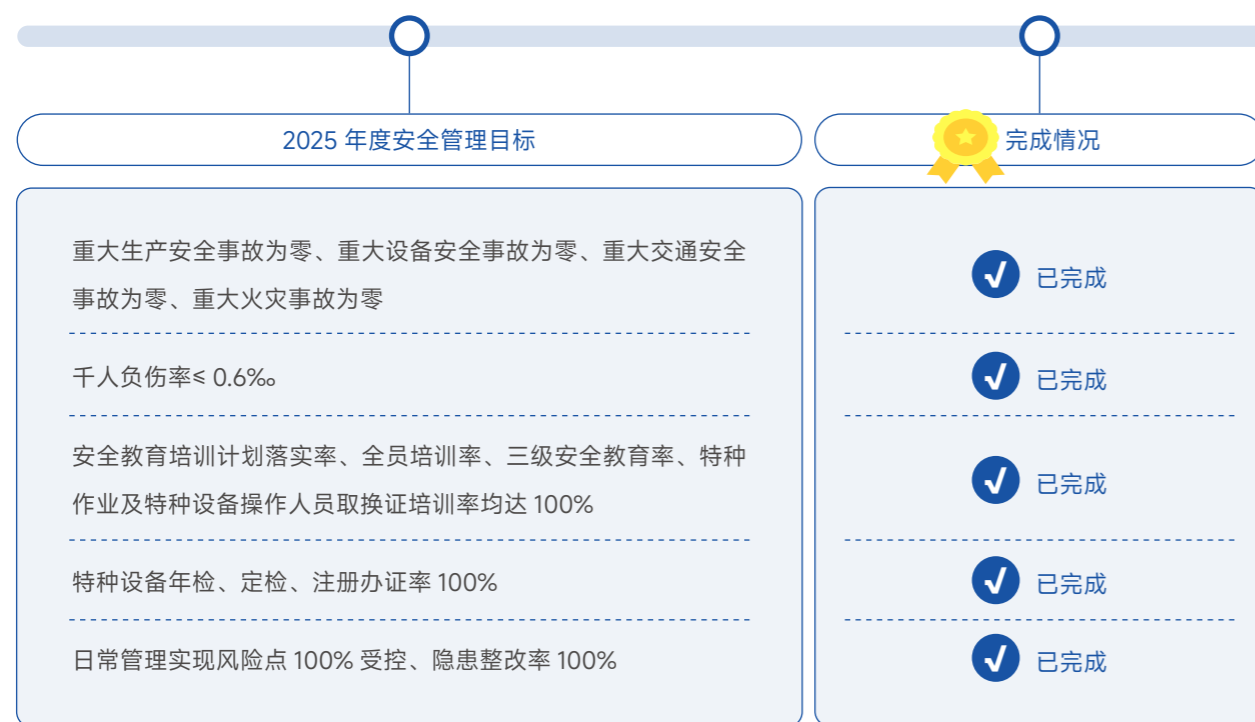 2025 年度安全管理目标
完成情况
重大生产安全事故为零、重大设备安全事故为零、重大交通安全
事故为零、重大火灾事故为零
已完成
千人负伤率≤ 0.6‰
已完成
安全教育培训计划落实率、全员培训率、三级安全教育率、特种
作业及特种设备操作人员取换证培训率均达 100%
已完成
特种设备年检、定检、注册办证率 100%
已完成
日常管理实现风险点 100% 受控、隐患整改率 100%
已完成